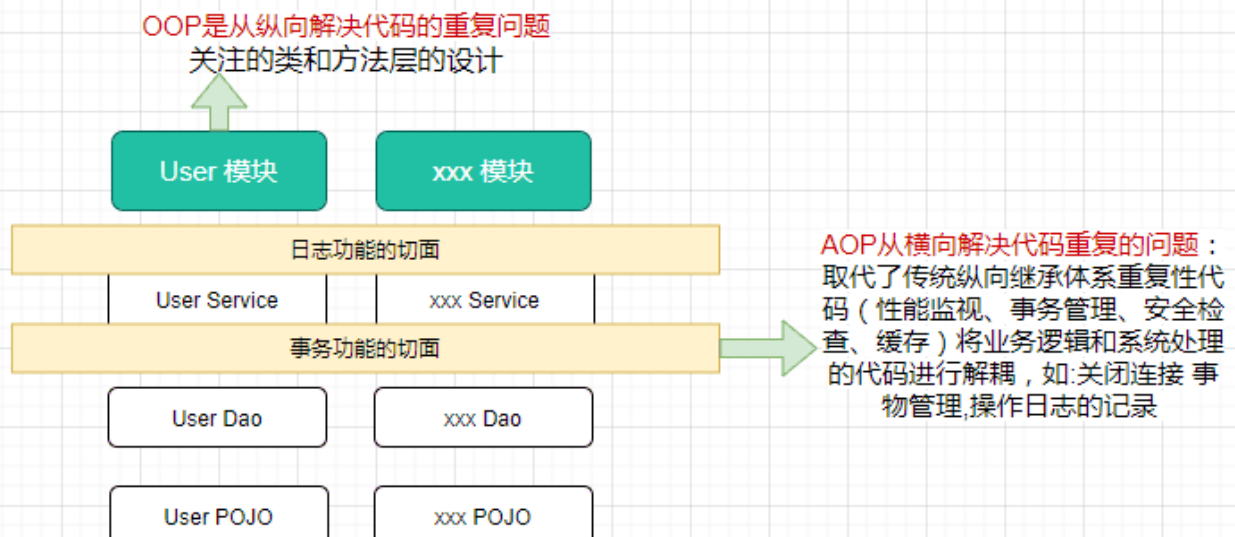 OOP是从纵向解决代码的重复问题
关注的类和方法层的设计
User 模块
xxx 模块
日志功能的切面
User Service
xxx Service
事务功能的切面
User Dao
xxx Dao
User POJO
xxx POJO
AOP从横向解决代码重复的问题：
取代了传统纵向继承体系重复性代
码（性能监视、事务管理、安全检
查、缓存）将业务逻辑和系统处理
的代码进行解耦，如:关闭连接 事
物管理,操作日志的记录